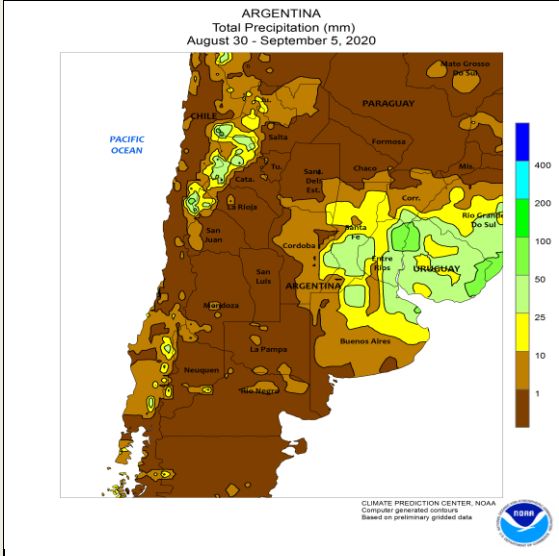 ARGENTINA
Total Precipitation (mm)
August 30 - September 5, 2020
Mato Grosso
Do Sul
Ju.
PARAGUAY
CHILE
PACIFIC
OCEAN
Salta
Formosa
Tu.
Chaco
Mis.
Sant.
Del
Est.
Cata.
Corr.
La Rioja
Rio Grande
Do Sul
San
Juan
Santa
Fe
Cordoba
Entre
Rios
URUGUAY
San
Luis
ARGENTINA
Mendoza
Buenos Aires
La Pampa
Neuquen
Rio Negro
400
200
100
50
25
10
1
CLIMATE PREDICTION CENTER, NOAA
Computer generated contours
Based on preliminary gridded data
NOAA